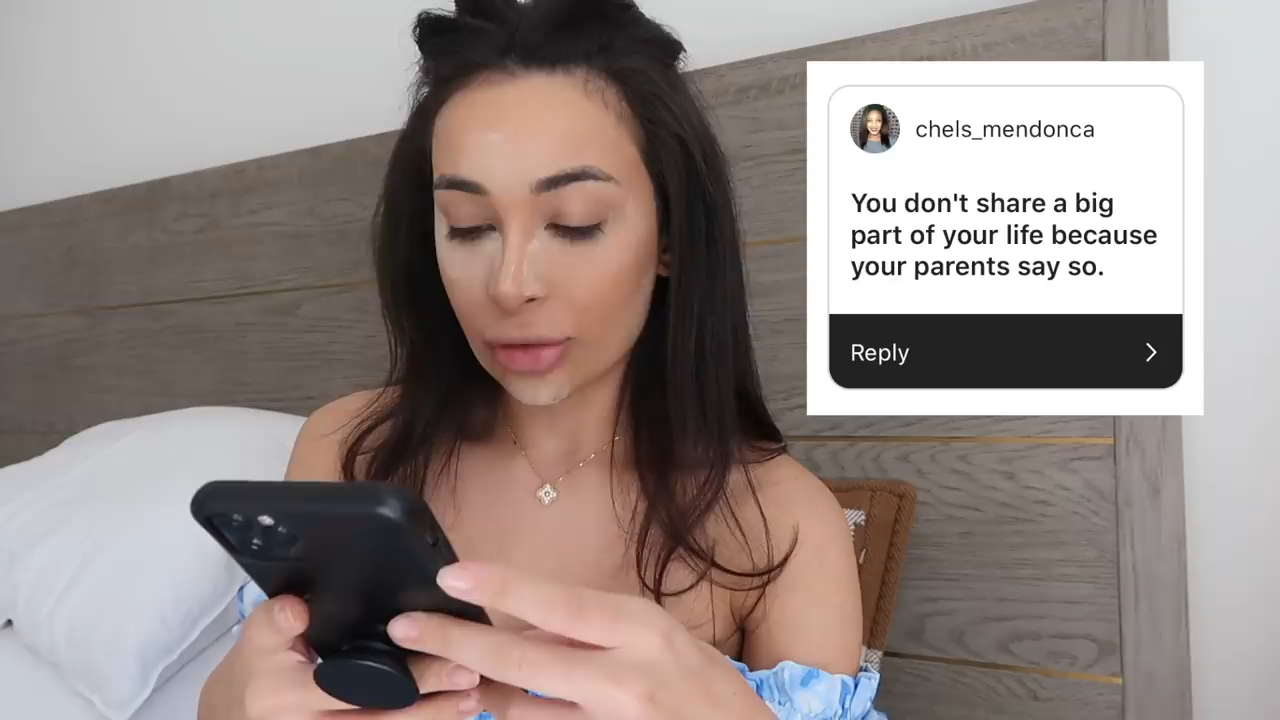 chels_mendonca
You don't share a big
part of your life because
your parents say so.
Reply